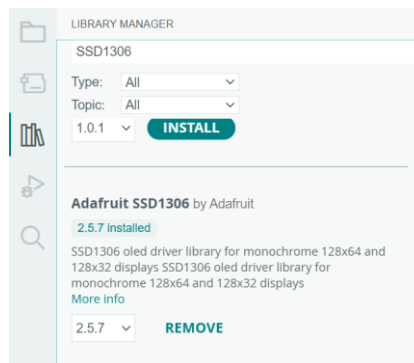 LIBRARY MANAGER
SSD1306
Type: All
Topic: All
1.0.1 INSTALL
Adafruit SSD1306 by Adafruit
2.5.7 installed
SSD1306 oled driver library for monochrome 128x64 and
128x32 displays SSD1306 oled driver library for
monochrome 128x64 and 128x32 displays
More info
2.5.7 REMOVE